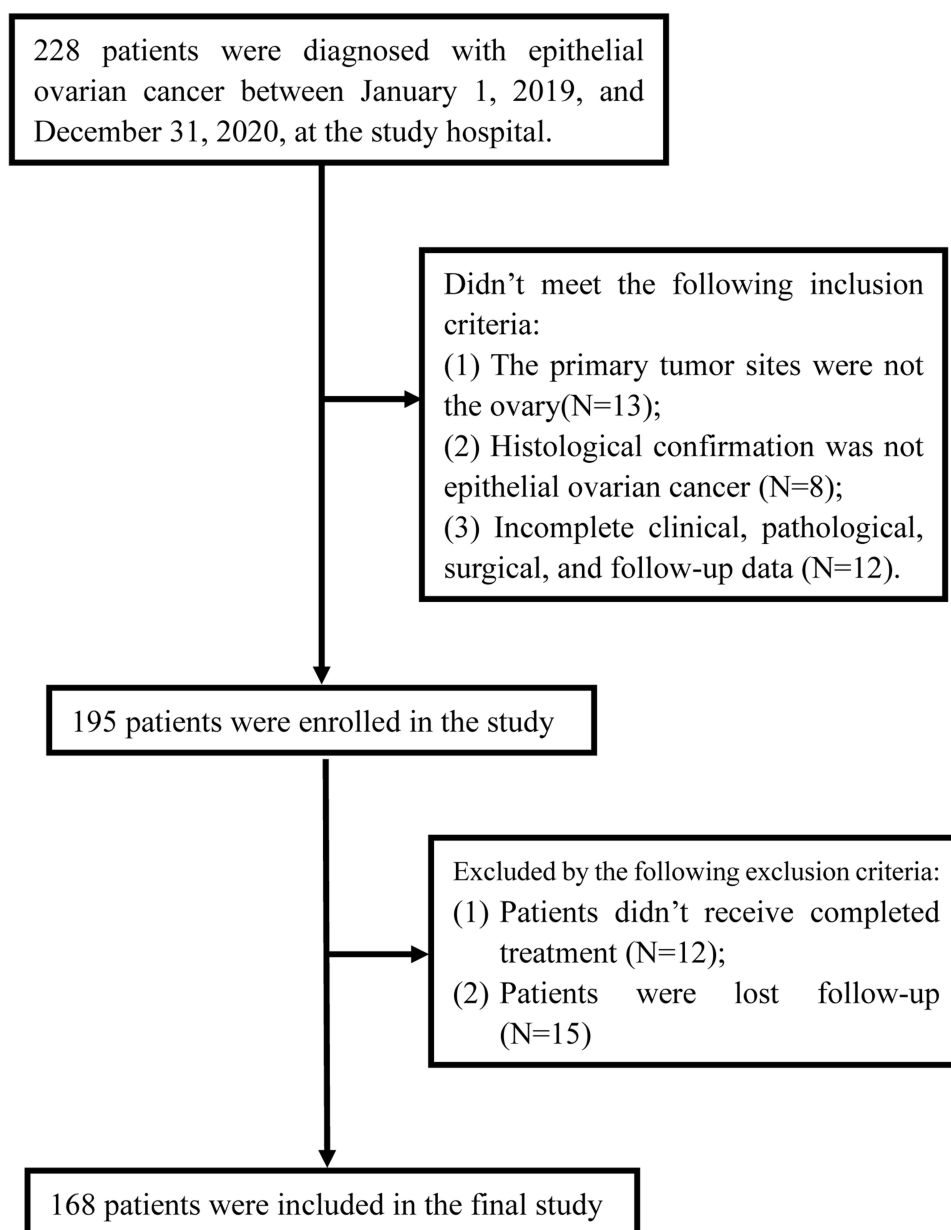 228 patients were diagnosed with epithelial
ovarian cancer between January 1, 2019, and
December 31, 2020, at the study hospital.
Didn’t meet the following inclusion
criteria:
(1) The primary tumor sites were not
the ovary(N=13);
(2) Histological confirmation was not
epithelial ovarian cancer (N=8);
(3) Incomplete clinical, pathological,
surgical, and follow-up data (N=12).
195 patients were enrolled in the study
Excluded by the following exclusion criteria:
(1) Patients didn’t receive completed
treatment (N=12);
(2) Patients were lost follow-up
(N=15)
168 patients were included in the final study